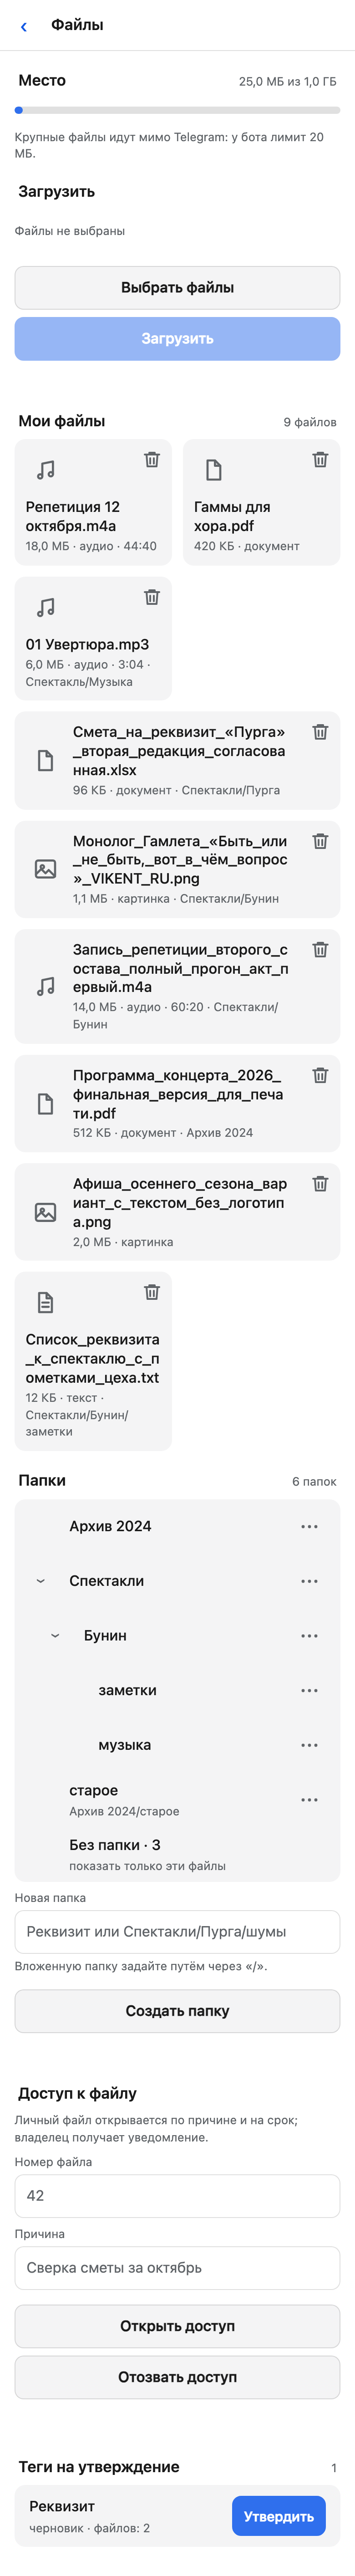 Файлы
Место
25,0 МБ из 1,0 ГБ
Крупные файлы идут мимо Telegram: у бота лимит 20
МБ.
Загрузить
Файлы не выбраны
Выбрать файлы
Загрузить
Мои файлы
9 файлов
Репетиция 12
октября.m4a
18,0 МБ · аудио · 44:40
Гаммы для
хора.pdf
420 КБ · документ
01 Увертюра.mp3
6,0 МБ · аудио · 3:04 ·
Спектакль/Музыка
Смета_на_реквизит_«Пурга»
_вторая_редакция_согласова
нная.xlsx
96 КБ · документ · Спектакли/Пурга
Монолог_Гамлета_«Быть_или
_не_быть,_вот_в_чём_вопрос
»_VIKENT_RU.png
1,1 МБ · картинка · Спектакли/Бунин
Запись_репетиции_второго_с
остава_полный_прогон_акт_п
ервый.m4a
14,0 МБ · аудио · 60:20 · Спектакли/
Бунин
Программа_концерта_2026_
финальная_версия_для_печа
ти.pdf
512 КБ · документ · Архив 2024
Афиша_осеннего_сезона_вар
иант_с_текстом_без_логотип
а.png
2,0 МБ · картинка
Список_реквизита
_к_спектаклю_с_п
ометками_цеха.txt
12 КБ · текст ·
Спектакли/Бунин/
заметки
Папки
6 папок
Архив 2024
Спектакли
Бунин
заметки
музыка
старое
Архив 2024/старое
Без папки · 3
показать только эти файлы
Новая папка
Реквизит или Спектакли/Пурга/шумы
Вложенную папку задайте путём через «/».
Создать папку
Доступ к файлу
Личный файл открывается по причине и на срок;
владелец получает уведомление.
Номер файла
42
Причина
Сверка сметы за октябрь
Открыть доступ
Отозвать доступ
Теги на утверждение
1
Реквизит
черновик · файлов: 2
Утвердить